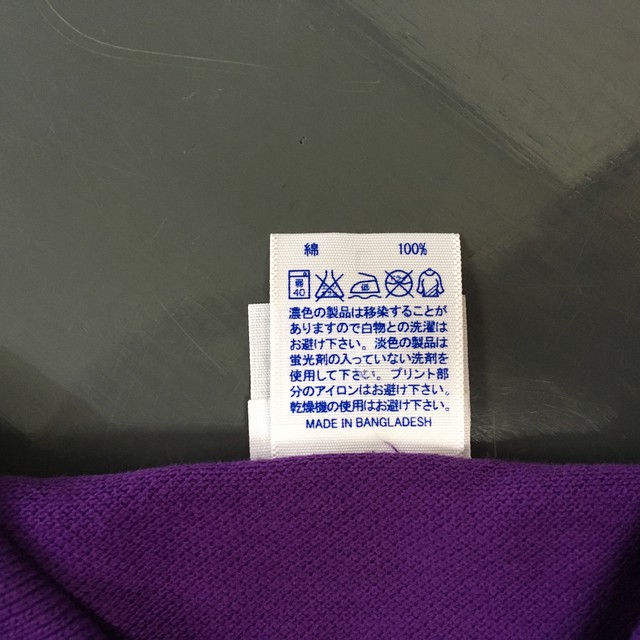 綿 100%
弱
40
濃色の製品は移染することが
ありますので白物との洗濯は
お避け下さい。淡色の製品は
蛍光剤の入っていない洗剤を
使用して下さい。プリント部
分のアイロンはお避け下さい。
乾燥機の使用はお避け下さい。
MADE IN BANGLADESH